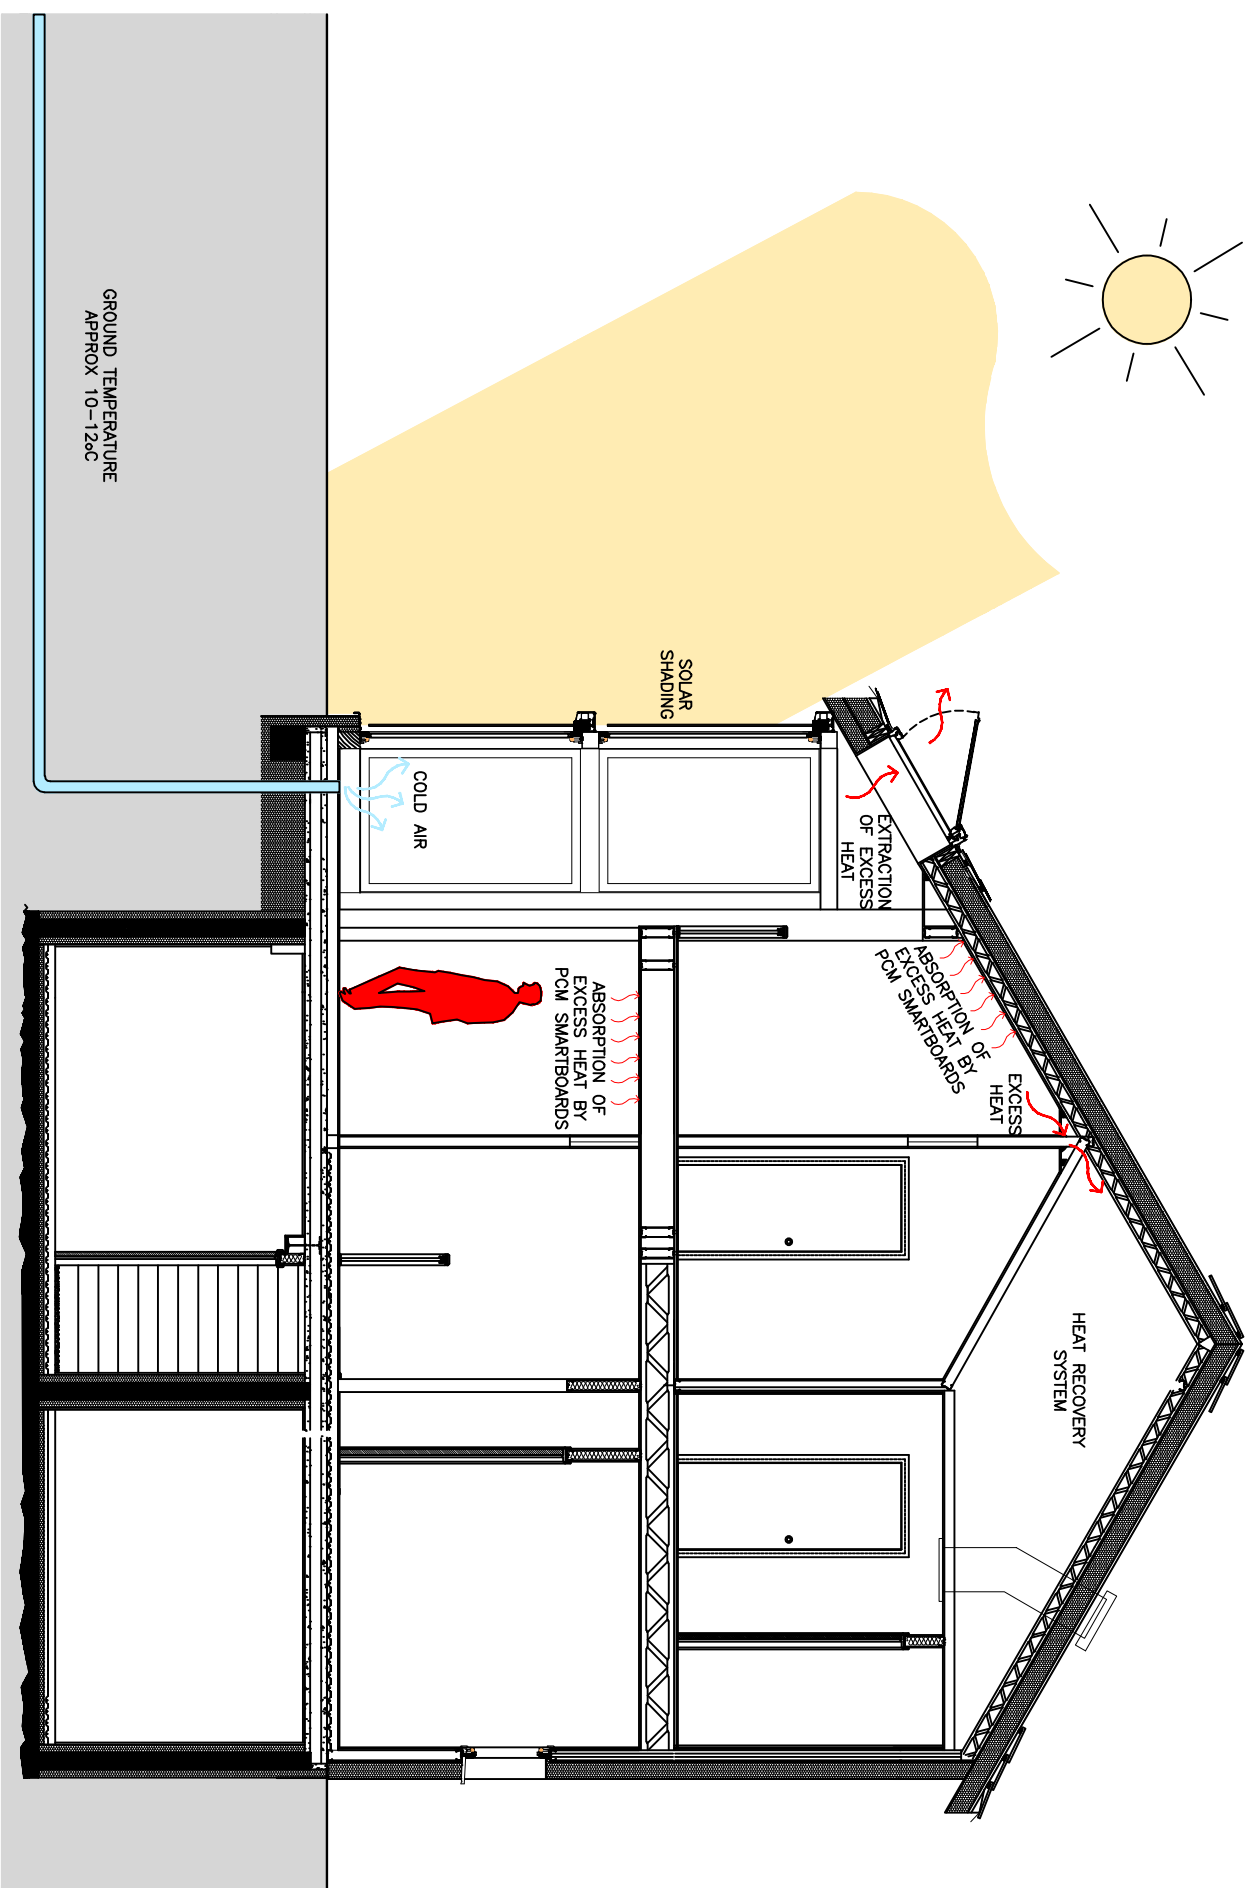 HEAT RECOVERY
SYSTEM
EXCESS
HEAT
ABSORPTION OF
EXCESS HEAT BY
PCM SMARTBOARDS
EXTRACTION
OF EXCESS
HEAT
SOLAR
SHADING
ABSORPTION OF
EXCESS HEAT BY
PCM SMARTBOARDS
COLD AIR
GROUND TEMPERATURE
APPROX 10-12oC